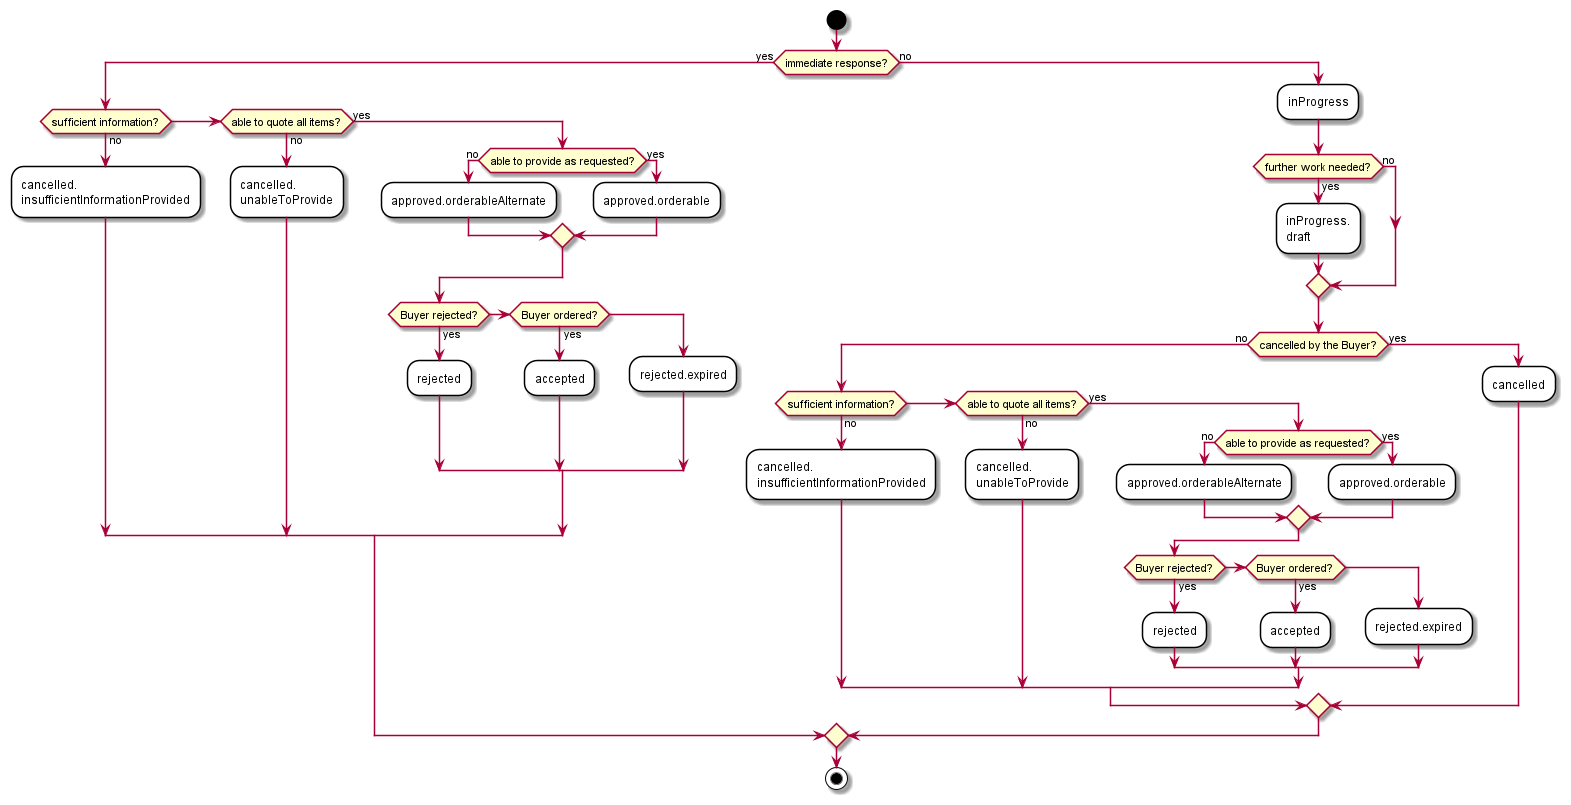 yes
immediate response?
no
inProgress
sufficient information?
no
able to quote all items?
yes
no
cancelled.
insufficientInformationProvided
cancelled.
unableToProvide
no
able to provide as requested?
yes
approved.orderableAlternate
approved.orderable
further work needed?
no
yes
inProgress.
draft
Buyer rejected?
yes
Buyer ordered?
yes
rejected
accepted
rejected.expired
no
cancelled by the Buyer?
yes
cancelled
sufficient information?
no
able to quote all items?
yes
no
cancelled.
insufficientInformationProvided
cancelled.
unableToProvide
no
able to provide as requested?
yes
approved.orderableAlternate
approved.orderable
Buyer rejected?
yes
Buyer ordered?
yes
rejected
accepted
rejected.expired